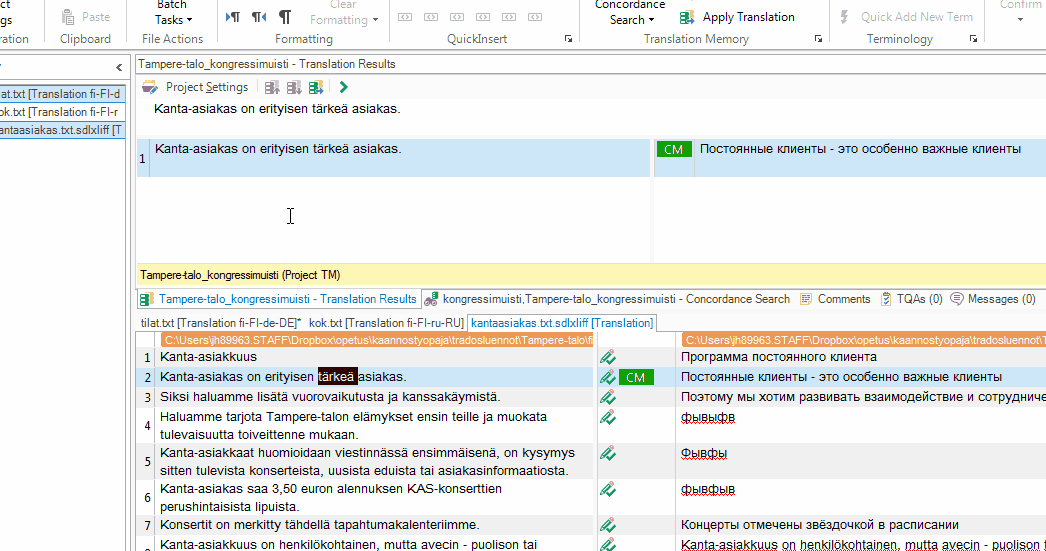 ct
gs
ration
Paste
Clipboard
Batch
Tasks
File Actions
Clear
Formatting
Formatting
QuickInsert
Concordance
Search
Apply Translation
Translation Memory
Quick Add New Term
Terminology
Confirm
Tampere-talo_kongressimuisti - Translation Results
Project Settings
lat.txt [Translation fi-FI-d
ok.txt [Translation fi-FI-r
antaasiakas.txt.sdlxliff [T
Kanta-asiakas on erityisen tärkeä asiakas.
1 Kanta-asiakas on erityisen tärkeä asiakas. CM Постоянные клиенты - это особенно важные клиенты
Tampere-talo_kongressimuisti (Project TM)
Tampere-talo_kongressimuisti - Translation Results kongressimuisti,Tampere-talo_kongressimuisti - Concordance Search Comments TQAs (0) Messages (0)
tilat.txt [Translation fi-FI-de-DE]* kok.txt [Translation fi-FI-ru-RU] kantaasiakas.txt.sdlxliff [Translation]
C:\Users\jh89963.STAFF\Dropbox\opetus\kaannostyopaja\tradosluennot\Tampere-talo\fi C:\Users\jh89963.STAFF\Dropbox\opetus\kaannostyopaja\tradosluennot\T
1 Kanta-asiakkuus Программа постоянного клиента
2 Kanta-asiakas on erityisen tärkeä asiakas. CM Постоянные клиенты - это особенно важные клиенты
3 Siksi haluamme lisätä vuorovaikutusta ja kanssakäymistä. Поэтому мы хотим развивать взаимодействие и сотрудниче
4 Haluamme tarjota Tampere-talon elämykset ensin teille ja muokata фывыфв
tulevaisuutta toiveittenne mukaan.
5 Kanta-asiakkaat huomioidaan viestinnässä ensimmäisenä, on kysymys Фывфы
sitten tulevista konserteista, uusista eduista tai asiakasinformaatiosta.
6 Kanta-asiakas saa 3,50 euron alennuksen KAS-konserttien фывфыв
perushintaisista lipuista.
7 Konsertit on merkitty tähdellä tapahtumakalenteriimme. Концерты отмечены звёздочкой в расписании
Kanta-asiakkuus on henkilökohtainen, mutta avecin - puolison tai Kanta-asiakkuus on henkilökohtainen, mutta avecin - puolison t